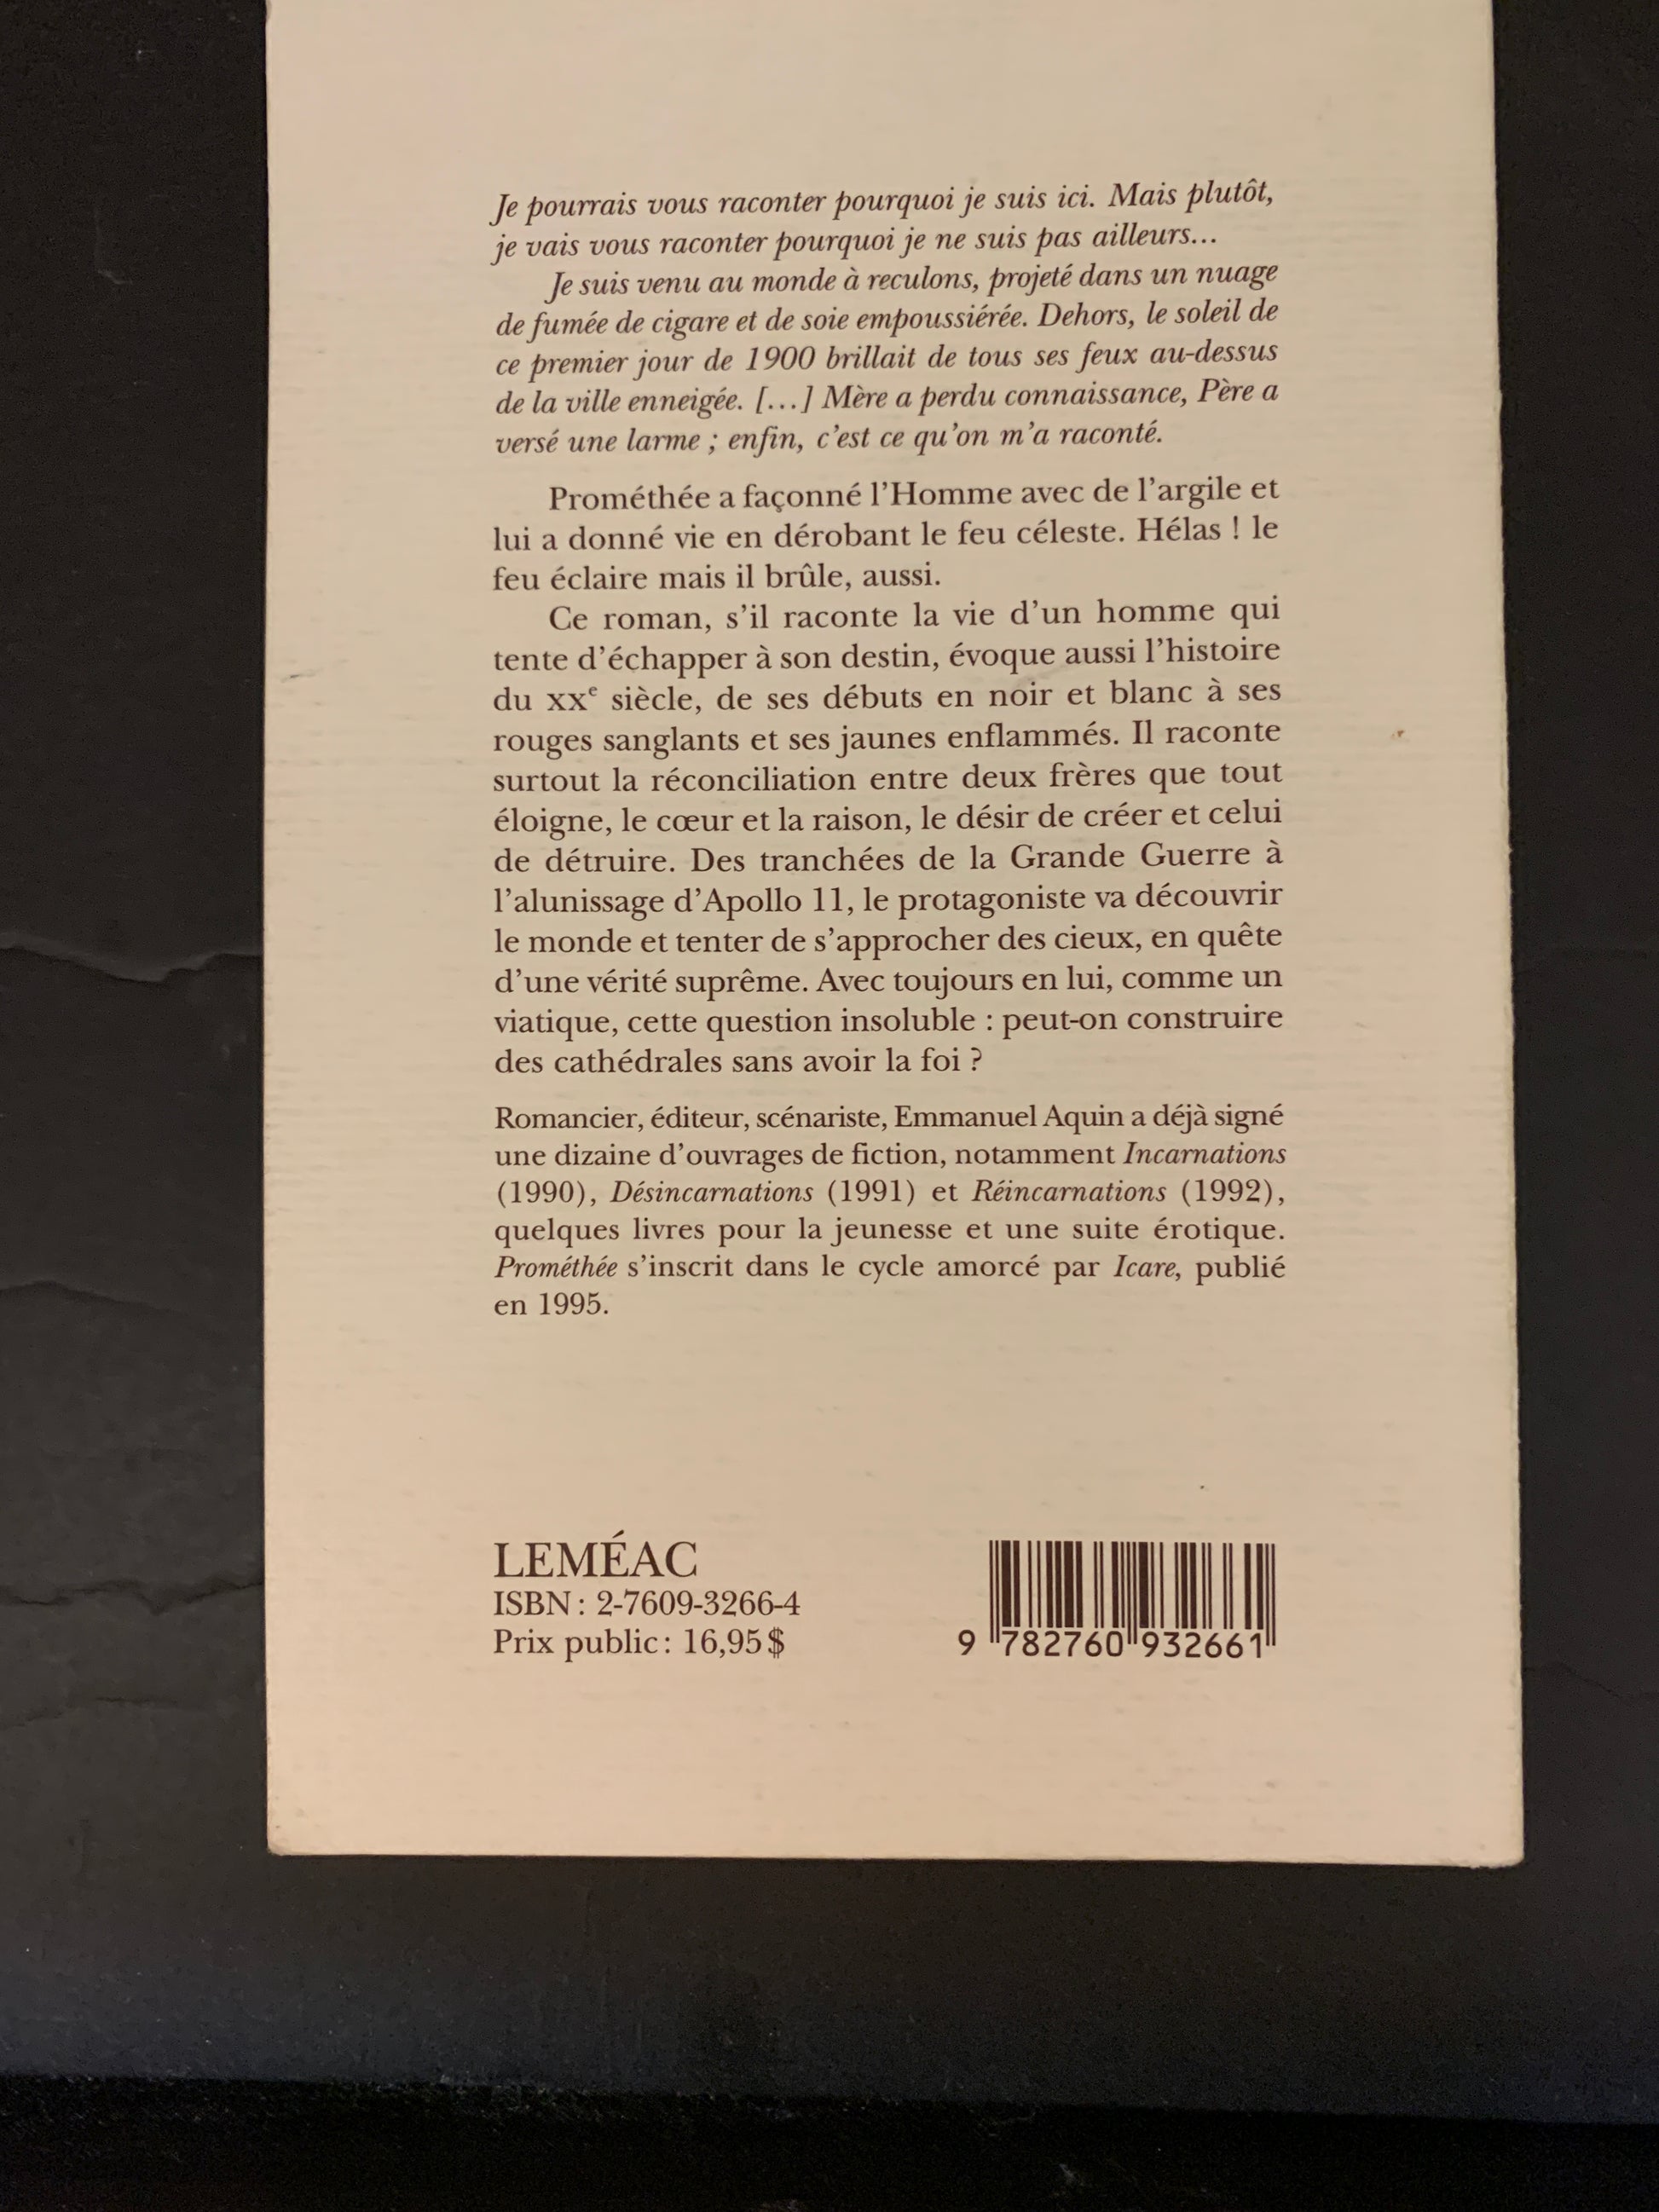 Je pourrais vous raconter pourquoi je suis ici. Mais plutôt,
je vais vous raconter pourquoi je ne suis pas ailleurs...
Je suis venu au monde à reculons, projeté dans un nuage
de fumée de cigare et de soie empoussiérée. Dehors, le soleil de
ce premier jour de 1900 brillait de tous ses feux au-dessus
de la ville enneigée. [...] Mère a perdu connaissance, Père a
versé une larme ; enfin, c'est ce qu'on m'a raconté.
Prométhée a façonné l'Homme avec de l'argile et
lui a donné vie en dérobant le feu céleste. Hélas ! le
feu éclaire mais il brûle, aussi.
Ce roman, s'il raconte la vie d'un homme qui
tente d'échapper à son destin, évoque aussi l'histoire
du XXe siècle, de ses débuts en noir et blanc à ses
rouges sanglants et ses jaunes enflammés. Il raconte
surtout la réconciliation entre deux frères que tout
éloigne, le cœur et la raison, le désir de créer et celui
de détruire. Des tranchées de la Grande Guerre à
l'alunissage d'Apollo 11, le protagoniste va découvrir
le monde et tenter de s'approcher des cieux, en quête
d'une vérité suprême. Avec toujours en lui, comme un
viatique, cette question insoluble : peut-on construire
des cathédrales sans avoir la foi ?
Romancier, éditeur, scénariste, Emmanuel Aquin a déjà signé
une dizaine d'ouvrages de fiction, notamment Incarnations
(1990), Désincarnations (1991) et Réincarnations (1992),
quelques livres pour la jeunesse et une suite érotique.
Prométhée s'inscrit dans le cycle amorcé par Icare, publié
en 1995.
LEMÉAC
ISBN : 2-7609-3266-4
Prix public : 16,95 $
9 782760 932661